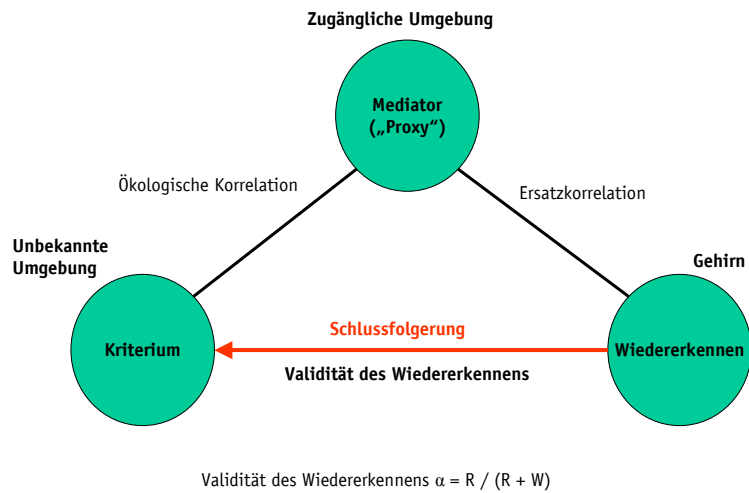 Zugängliche Umgebung
Mediator
(„Proxy“)
Ökologische Korrelation
Ersatzkorrelation
Unbekannte
Umgebung
Gehirn
Schlussfolgerung
Kriterium
Wiedererkennen
Validität des Wiedererkennens
Validität des Wiedererkennens α = R / (R + W)